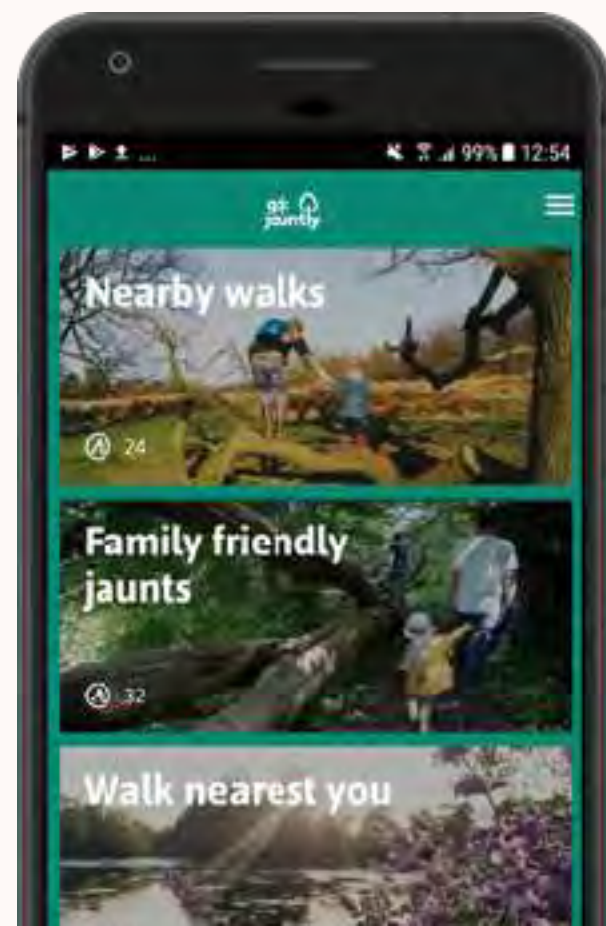 99% 12:54
go
jauntly
Nearby walks
24
Family friendly
jaunts
32
Walk nearest you